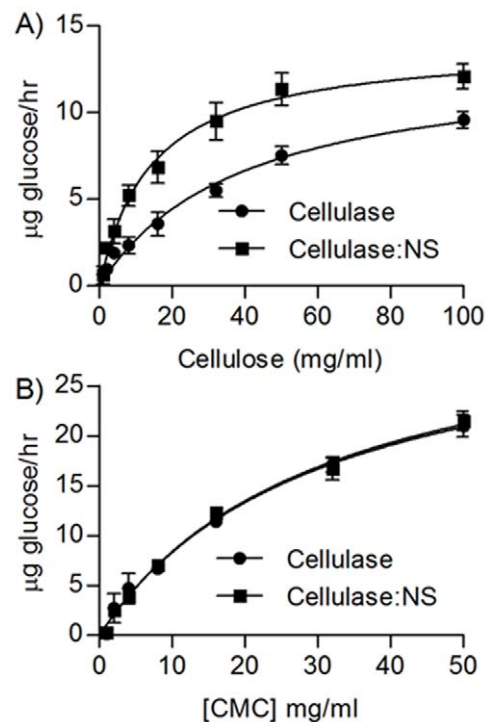 A)
µg glucose/hr
15
10
5
0
Cellulase
Cellulase:NS
0 20 40 60 80 100
Cellulose (mg/ml)
B)
µg glucose/hr
25
20
15
10
5
0
Cellulase
Cellulase:NS
0 10 20 30 40 50
[CMC] mg/ml